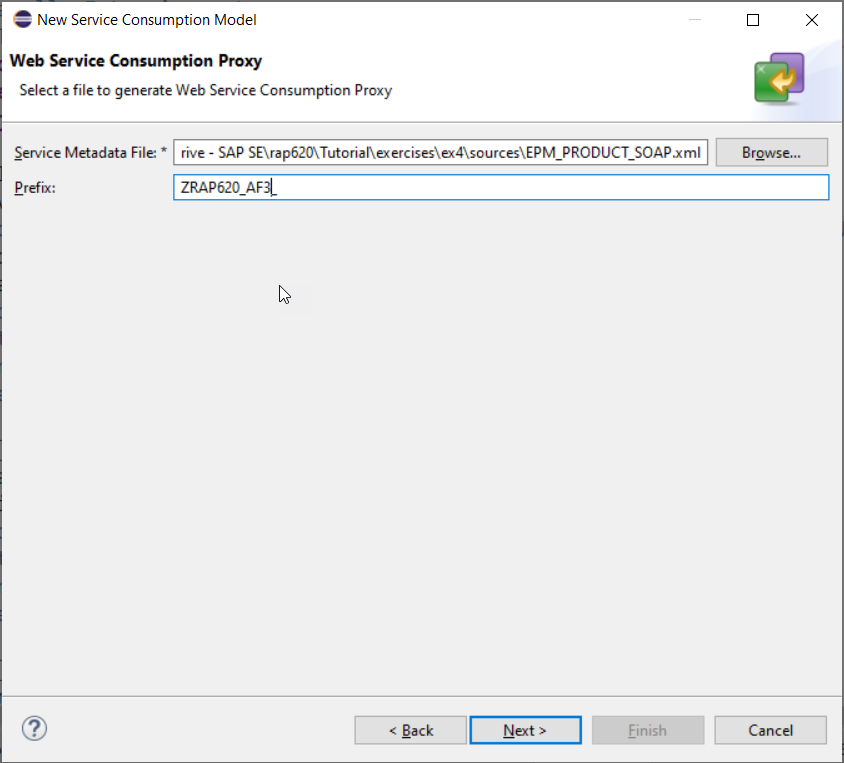 New Service Consumption Model
Web Service Consumption Proxy
Select a file to generate Web Service Consumption Proxy
Service Metadata File: * rive - SAP SE\rap620\Tutorial\exercises\ex4\sources\EPM_PRODUCT_SOAP.xml Browse...
Prefix: ZRAP620_AF3_
? < Back Next > Finish Cancel